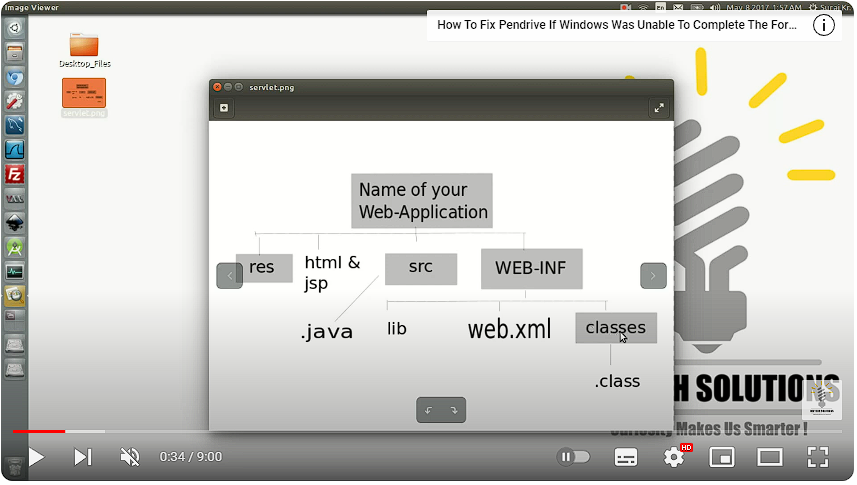 Image Viewer
May 8 2017 1:57 AM
Suraj Kr.
How To Fix Pendrive If Windows Was Unable To Complete The For...
Desktop_Files
servlet.png
servlet.png
Name of your
Web-Application
res
html &
jsp
src
WEB-INF
.java
lib
web.xml
classes
.class
H SOLUTIONS
Curiosity Makes Us Smarter !
0:34 / 9:00
HD